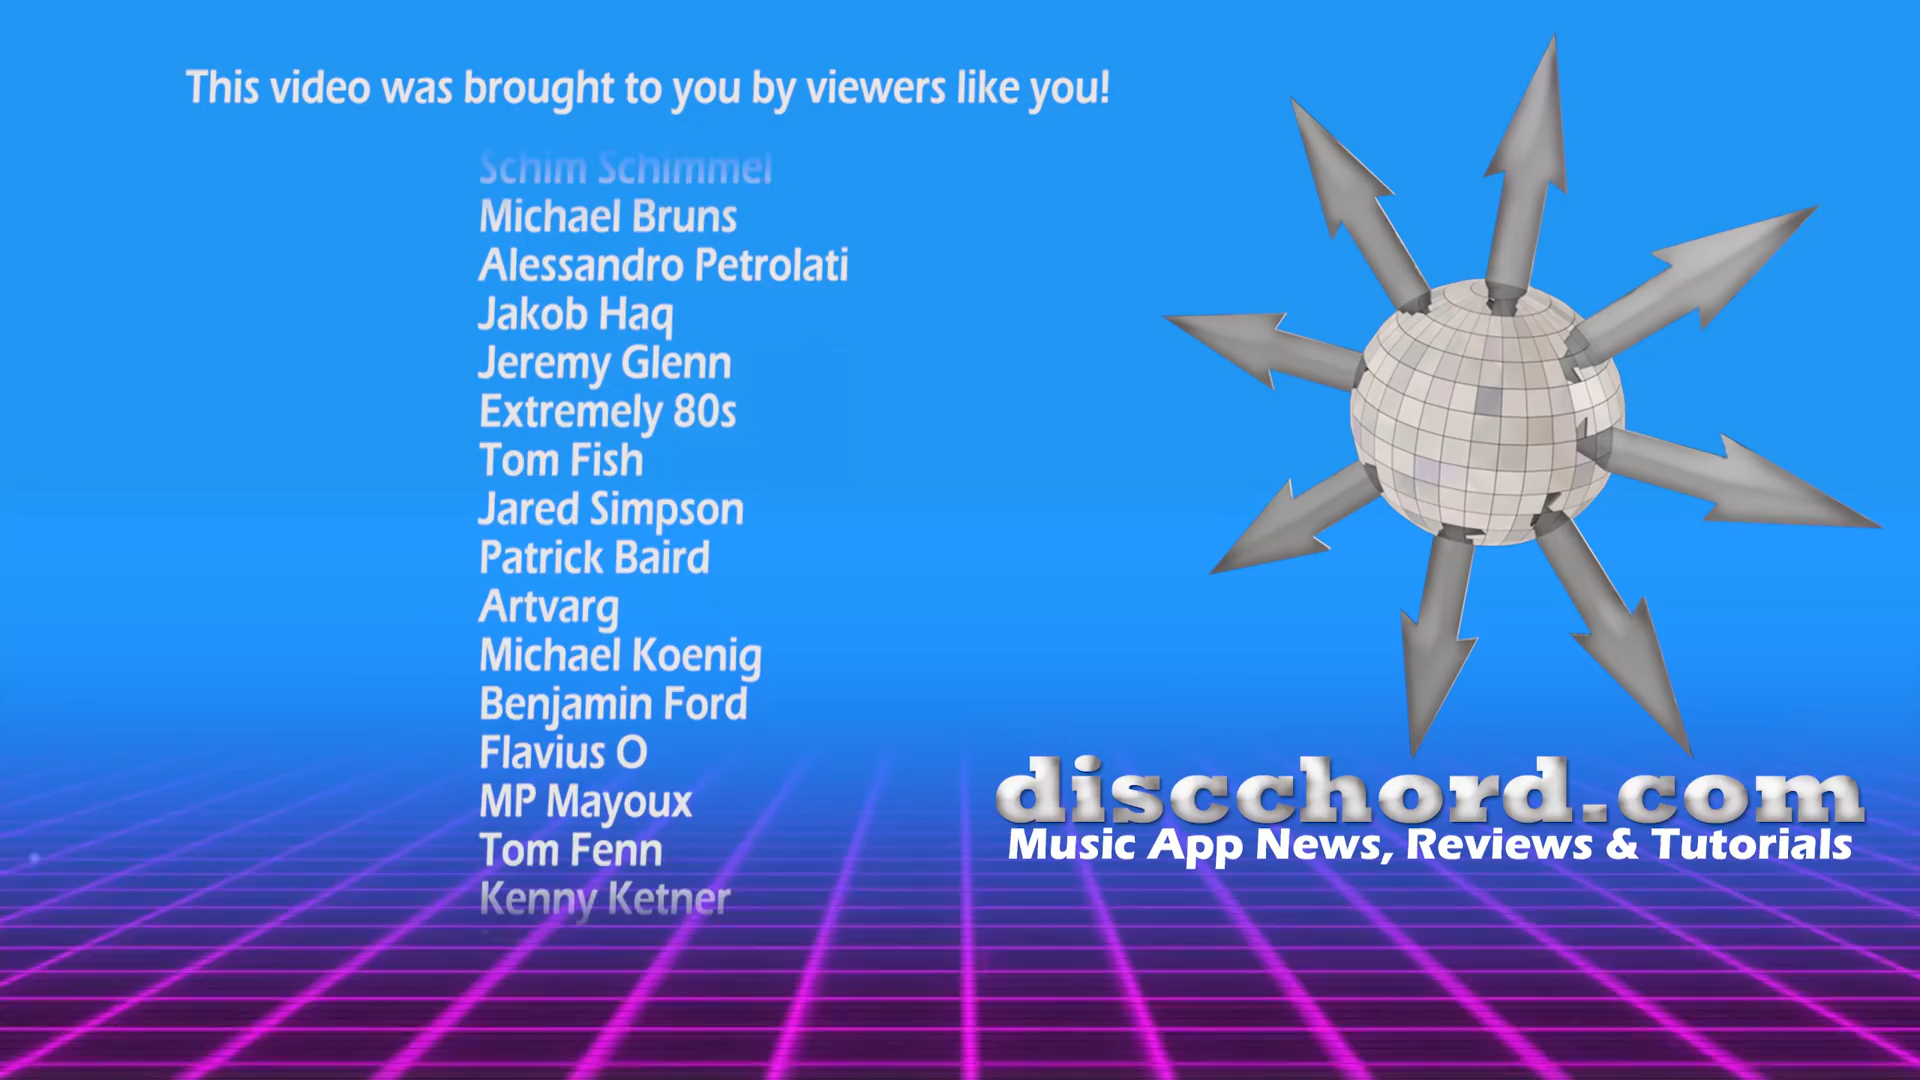 This video was brought to you by viewers like you!
Schim Schimmel
Michael Bruns
Alessandro Petrolati
Jakob Haq
Jeremy Glenn
Extremely 80s
Tom Fish
Jared Simpson
Patrick Baird
Artvarg
Michael Koenig
Benjamin Ford
Flavius O
MP Mayoux
Tom Fenn
Kenny Ketner
discchord.com
Music App News, Reviews & Tutorials